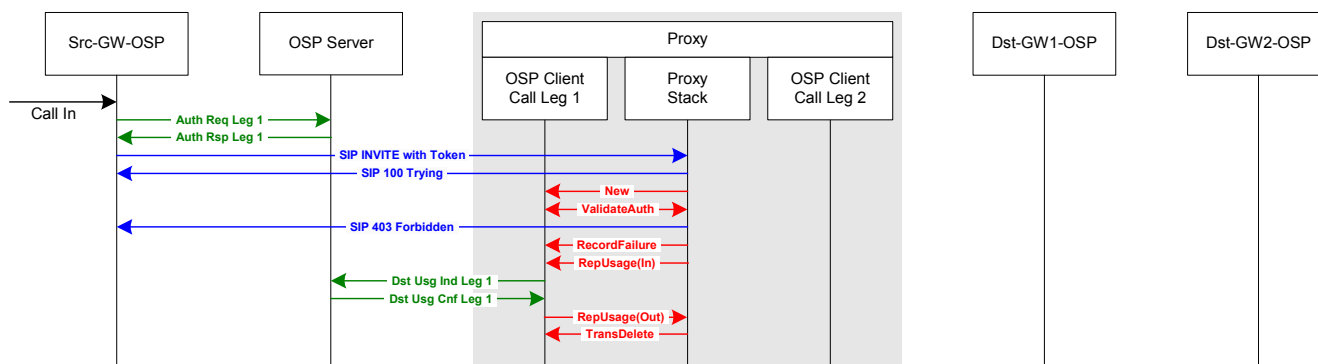 Src-GW-OSP
OSP Server
Proxy
Dst-GW1-OSP
Dst-GW2-OSP
OSP Client
Call Leg 1
Proxy
Stack
OSP Client
Call Leg 2
Call In
Auth Req Leg 1
Auth Rsp Leg 1
SIP INVITE with Token
SIP 100 Trying
New
ValidateAuth
SIP 403 Forbidden
RecordFailure
RepUsage(In)
Dst Usg Ind Leg 1
Dst Usg Cnf Leg 1
RepUsage(Out)
TransDelete